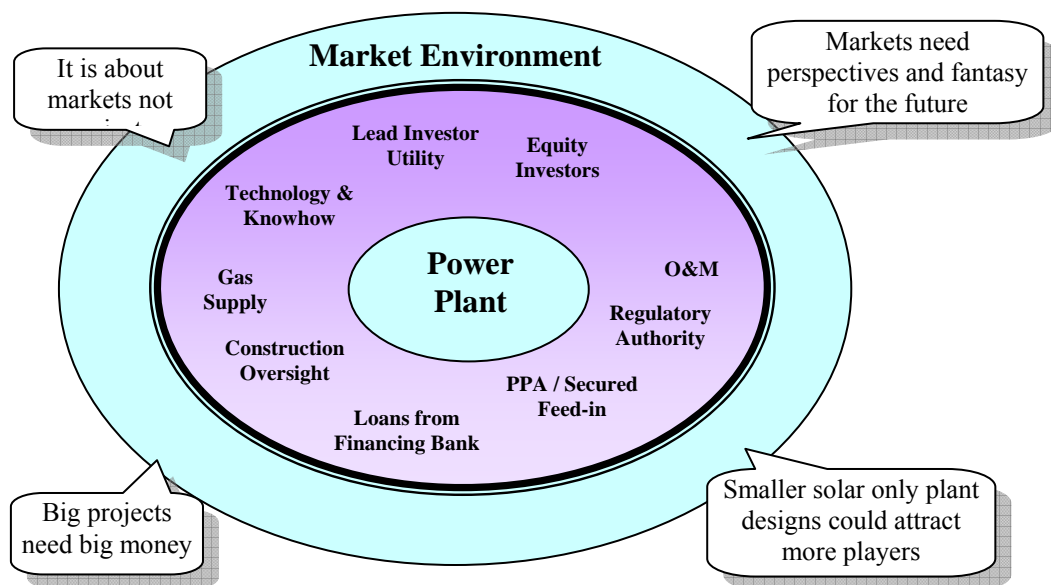 Market Environment
It is about
markets not
Markets need
perspectives and fantasy
for the future
Lead Investor
Utility
Equity
Investors
Technology &
Knowhow
Power
Plant
Gas
Supply
O&M
Regulatory
Authority
Construction
Oversight
PPA / Secured
Feed-in
Loans from
Financing Bank
Big projects
need big money
Smaller solar only plant
designs could attract
more players